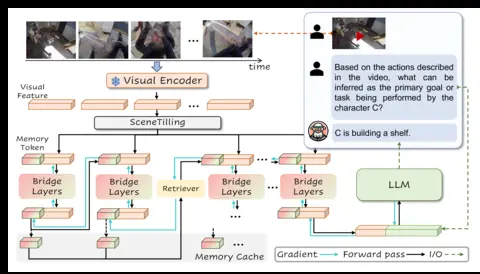 time
Visual Encoder
Visual
Feature
SceneTilling
Memory
Token
Bridge
Layers
Bridge
Layers
Retriever
Bridge
Layers
Bridge
Layers
Memory Cache
Based on the actions described
in the video, what can be
inferred as the primary goal or
task being performed by the
character C?
C is building a shelf.
LLM
Gradient
Forward pass
I/O